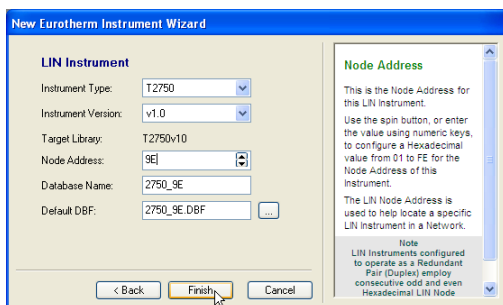 New Eurotherm Instrument Wizard
LIN Instrument
Instrument Type: T2750
Instrument Version: v1.0
Target Library: T2750v10
Node Address: 9E
Database Name: 2750_9E
Default DBF: 2750_9E.DBF ...
< Back Finish Cancel
Node Address
This is the Node Address for
this LIN Instrument.
Use the spin button, or enter
the value using numeric keys,
to configure a Hexadecimal
value from 01 to FE for the
Node Address of this
Instrument.
The LIN Node Address is
used to help locate a specific
LIN Instrument in a Network.
Note
LIN Instruments configured
to operate as a Redundant
Pair (Duplex) employ
consecutive odd and even
Hexadecimal LIN Node